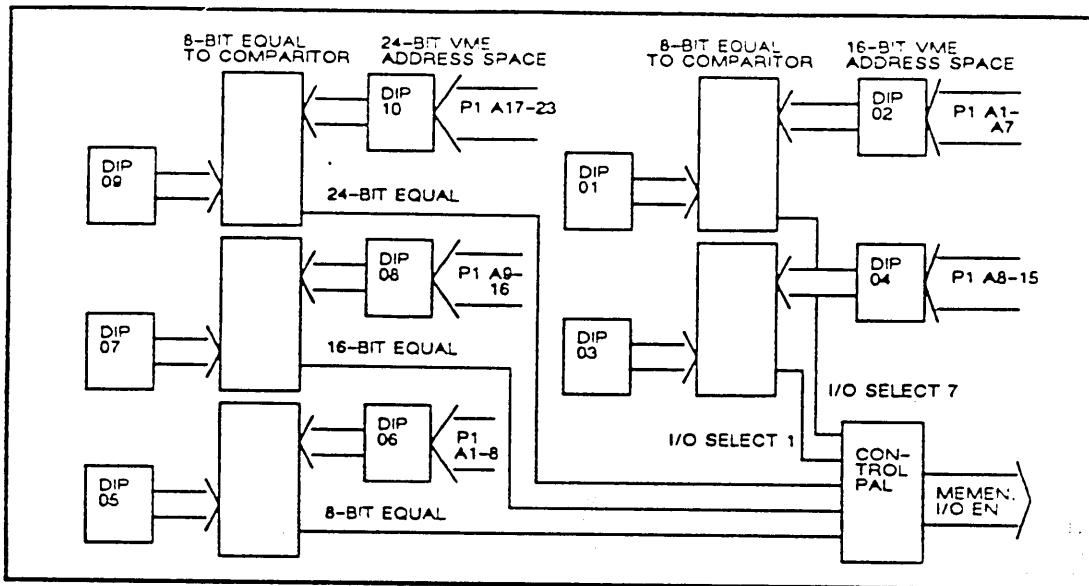 8-BIT EQUAL
TO COMPARITOR
24-BIT VME
ADDRESS SPACE
8-BIT EQUAL
TO COMPARITOR
16-BIT VME
ADDRESS SPACE
DIP
10
P1 A17-23
DIP
02
P1 A1-
A7
DIP
09
DIP
01
24-BIT EQUAL
DIP
08
P1 A9-
16
DIP
04
P1 A8-15
DIP
07
DIP
03
16-BIT EQUAL
I/O SELECT 7
DIP
06
P1
A1-8
I/O SELECT 1
CON-
TROL
PAL
DIP
05
MEMEN.
I/O EN
8-BIT EQUAL